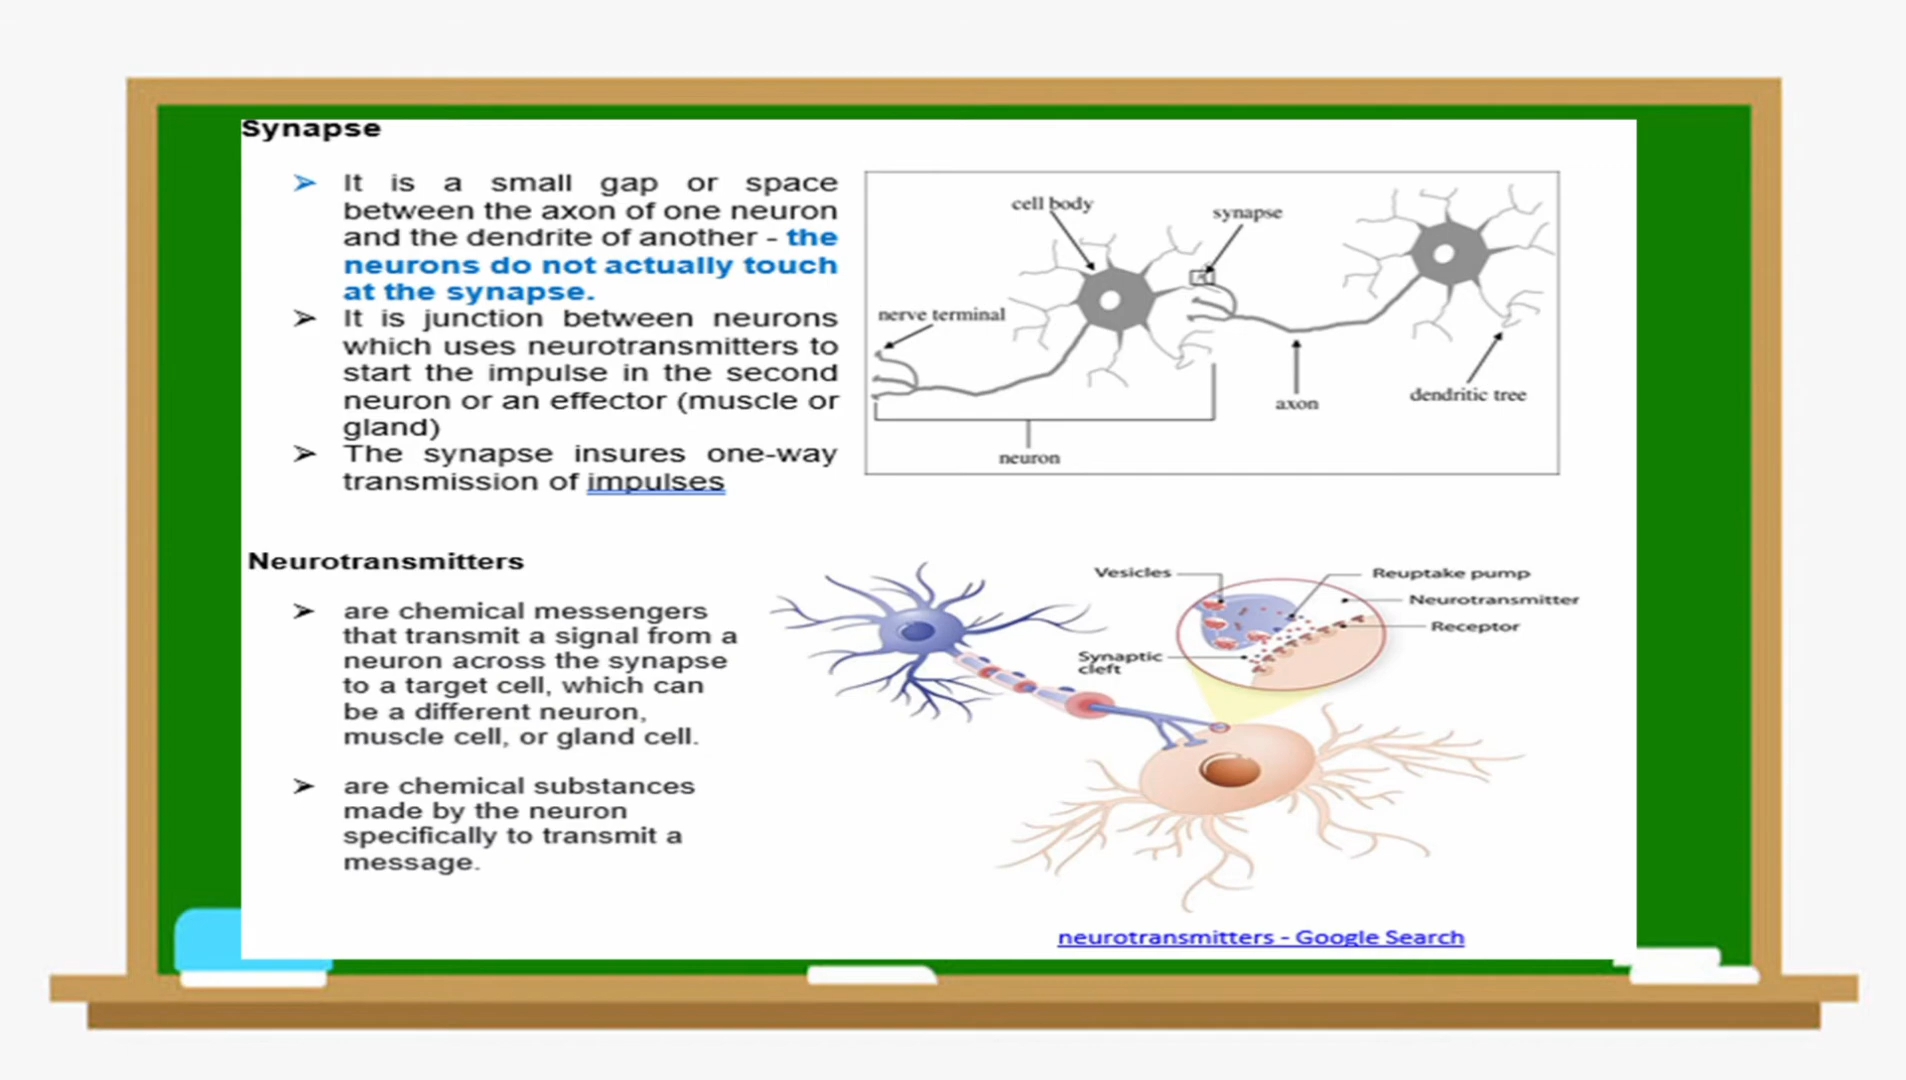 Synapse
It is a small gap or space
between the axon of one neuron
and the dendrite of another - the
neurons do not actually touch
at the synapse.
It is junction between neurons
which uses neurotransmitters to
start the impulse in the second
neuron or an effector (muscle or
gland)
The synapse insures one-way
transmission of impulses
cell body
synapse
nerve terminal
axon
dendritic tree
neuron
Neurotransmitters
are chemical messengers
that transmit a signal from a
neuron across the synapse
to a target cell, which can
be a different neuron,
muscle cell, or gland cell.
are chemical substances
made by the neuron
specifically to transmit a
message.
Vesicles
Reuptake pump
Neurotransmitter
Receptor
Synaptic
cleft
neurotransmitters - Google Search